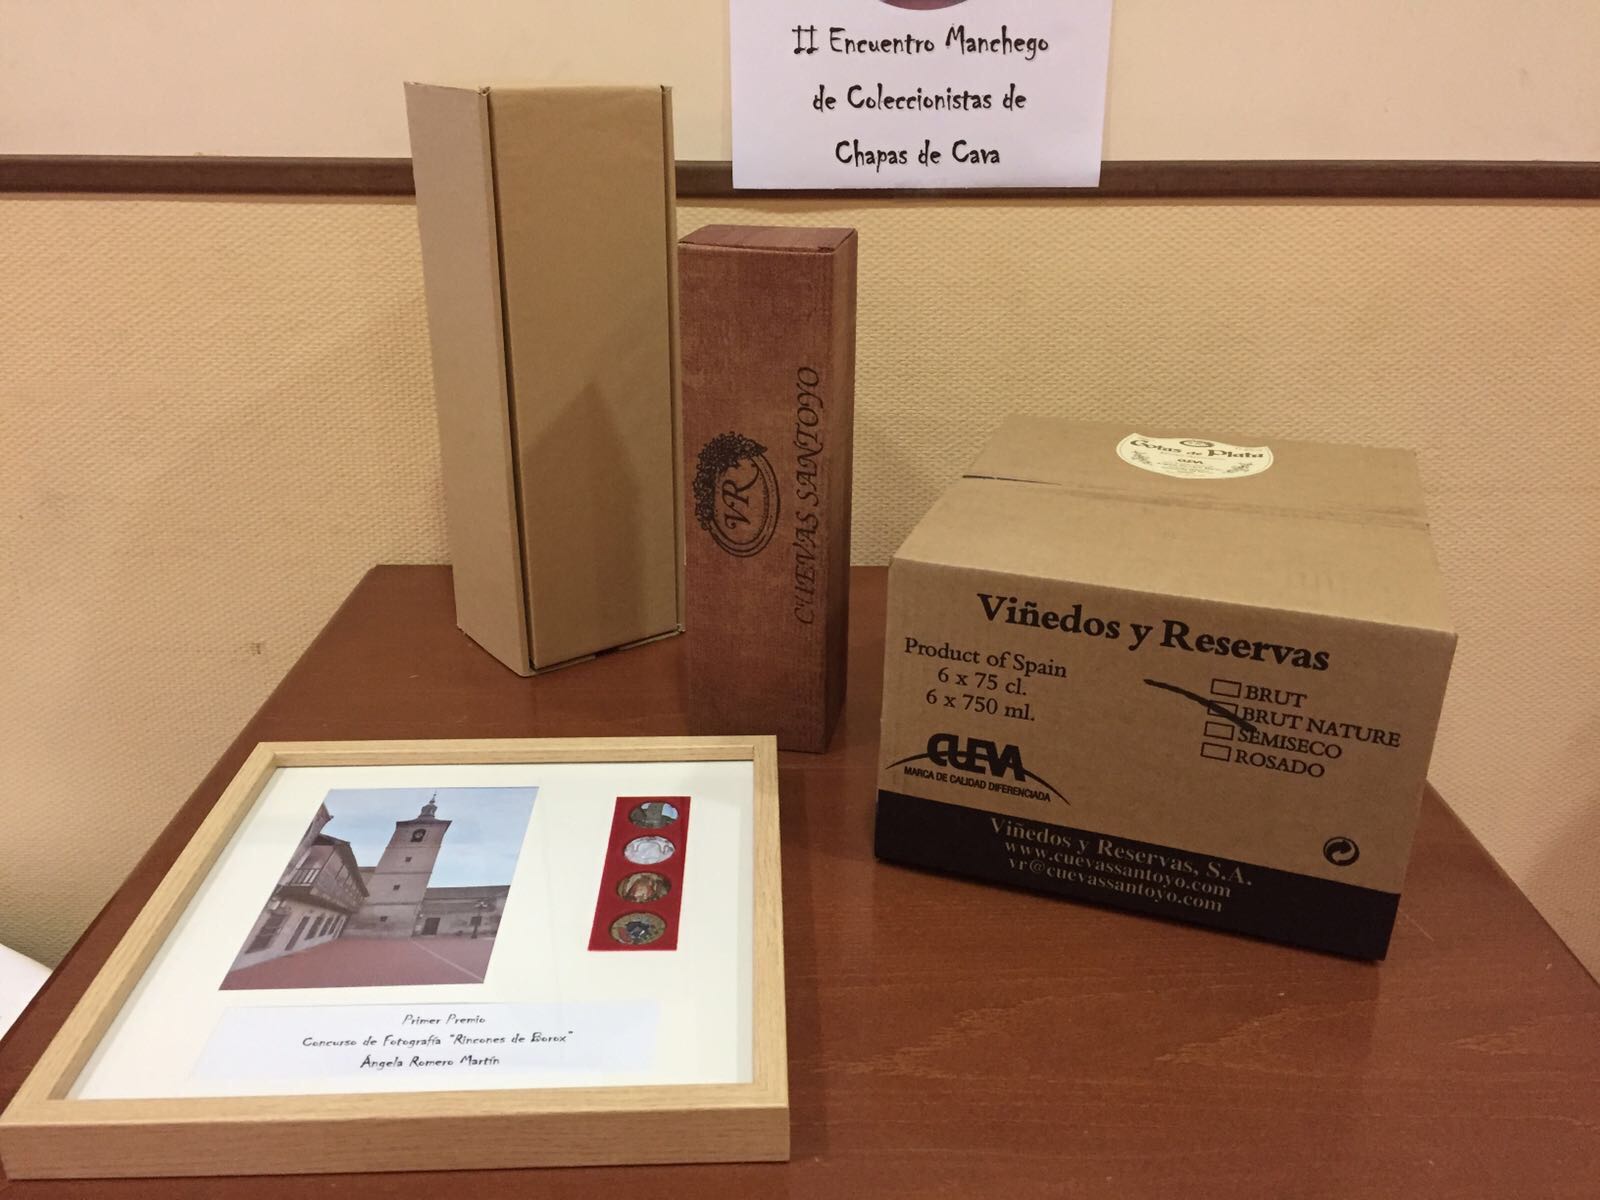 II Encuentro Manchego
de Coleccionistas de
Chapas de Cava
VR
CUEVAS SANTOYO
Gotas de Plata
CUEVA
Viñedos y Reservas
Product of Spain
6 x 75 cl.
6 x 750 ml.
BRUT
BRUT NATURE
SEMISECO
ROSADO
CUEVA
MARCA DE CALIDAD DIFERENCIADA
Viñedos y Reservas, S.A.
www.cuevassantoyo.com
vr@cuevassantoyo.com
Primer Premio
Concurso de Fotografía "Rincones de Borox"
Ángela Romero Martín